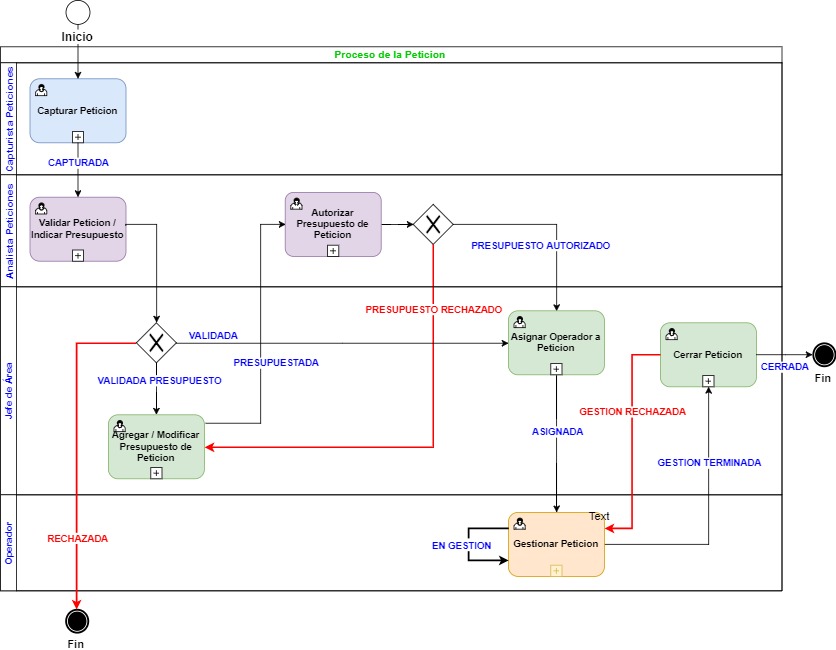 Inicio
Proceso de la Peticion
Capturista Peticiones
Capturar Peticion
CAPTURADA
Analista Peticiones
Validar Peticion /
Indicar Presupuesto
Autorizar
Presupuesto de
Peticion
PRESUPUESTO AUTORIZADO
PRESUPUESTO RECHAZADO
Jefe de Área
VALIDADA
VALIDADA PRESUPUESTO
PRESUPUESTADA
Asignar Operador a
Peticion
Cerrar Peticion
CERRADA
Fin
Agregar / Modificar
Presupuesto de
Peticion
GESTION RECHAZADA
ASIGNADA
GESTION TERMINADA
Operador
RECHAZADA
Text
EN GESTION
Gestionar Peticion
Fin